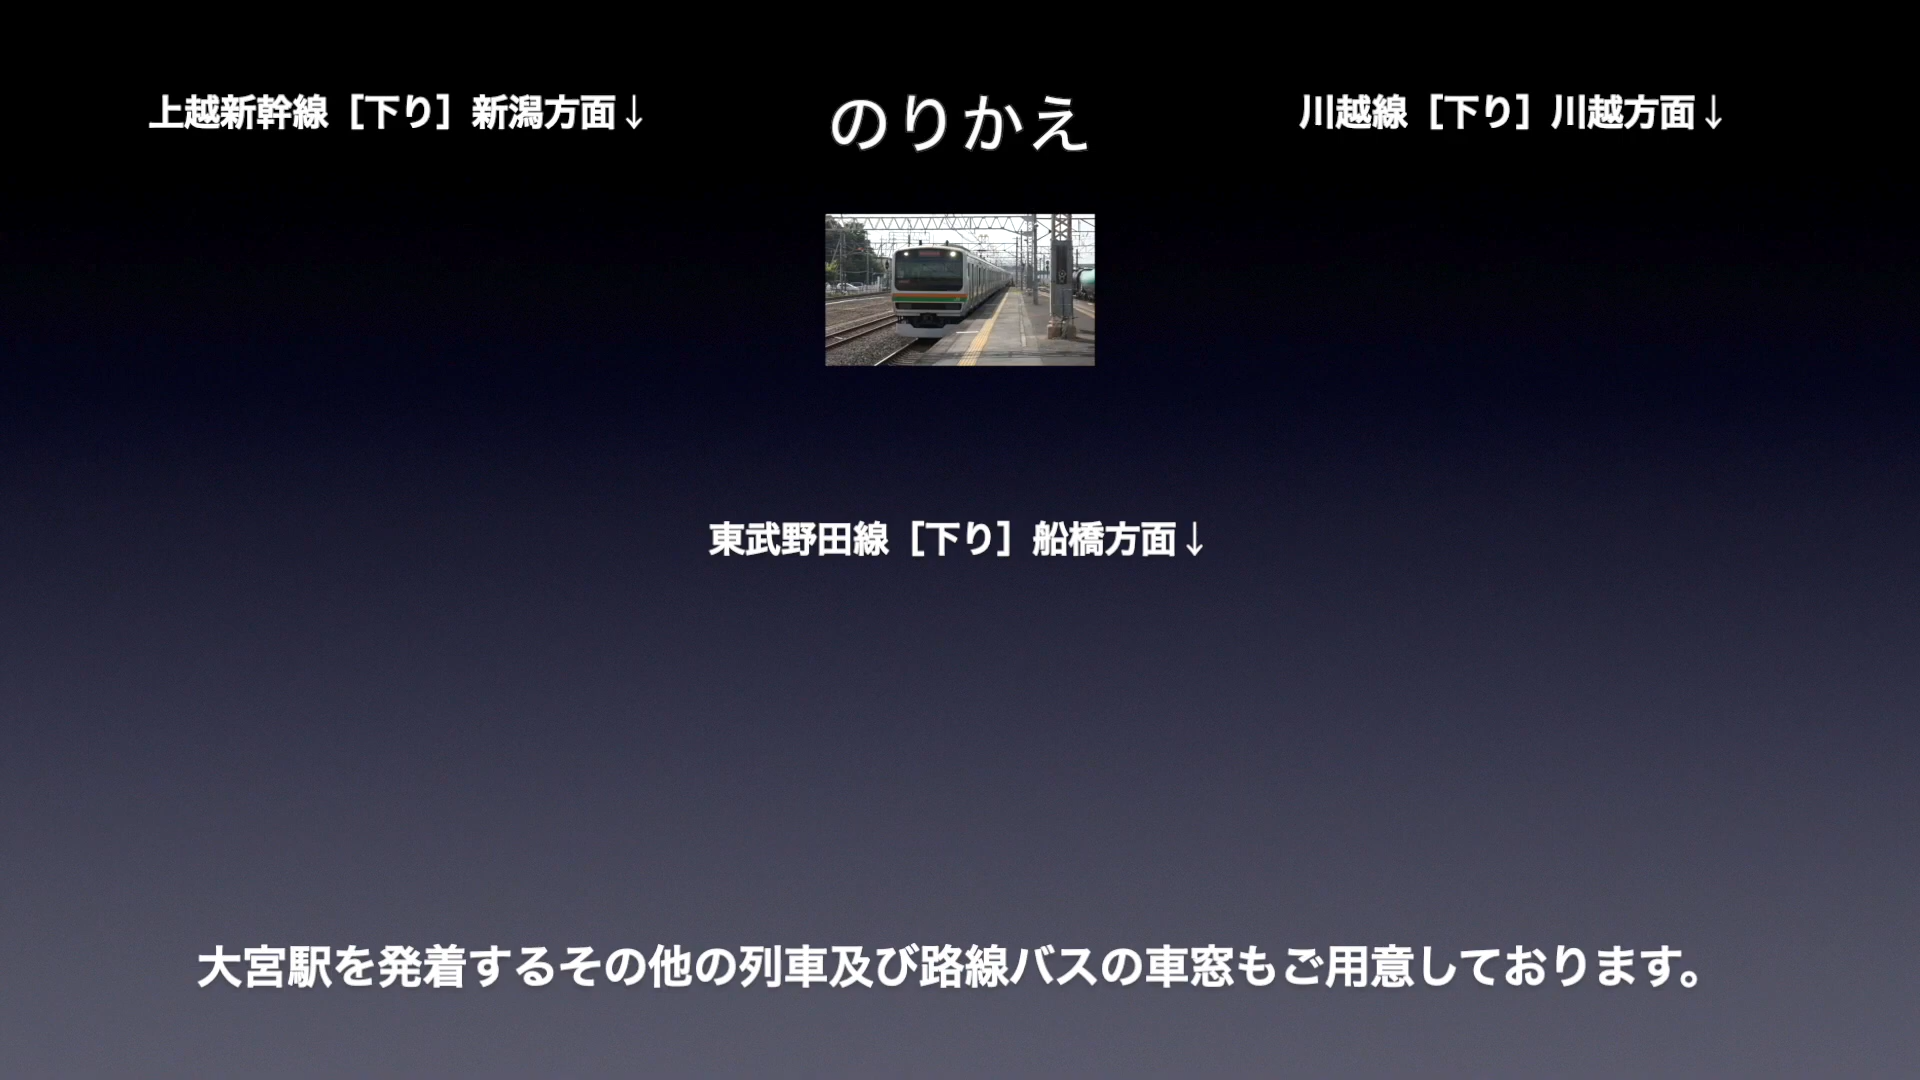 上越新幹線［下り］新潟方面↓
のりかえ
川越線［下り］川越方面↓
東武野田線［下り］船橋方面↓
大宮駅を発着するその他の列車及び路線バスの車窓もご用意しております。